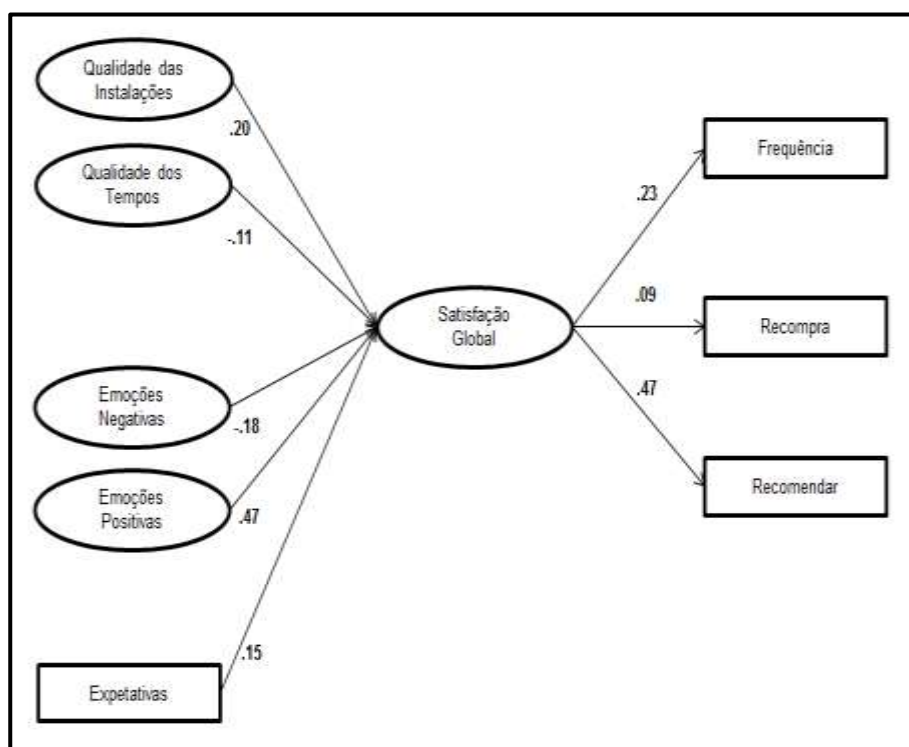 Qualidade das
Instalações
.20
Qualidade dos
Tempos
-.11
Emoções
Negativas
-.18
Emoções
Positivas
.47
Expetativas
.15
Satisfação
Global
.23
Frequência
.09
Recompra
.47
Recomendar